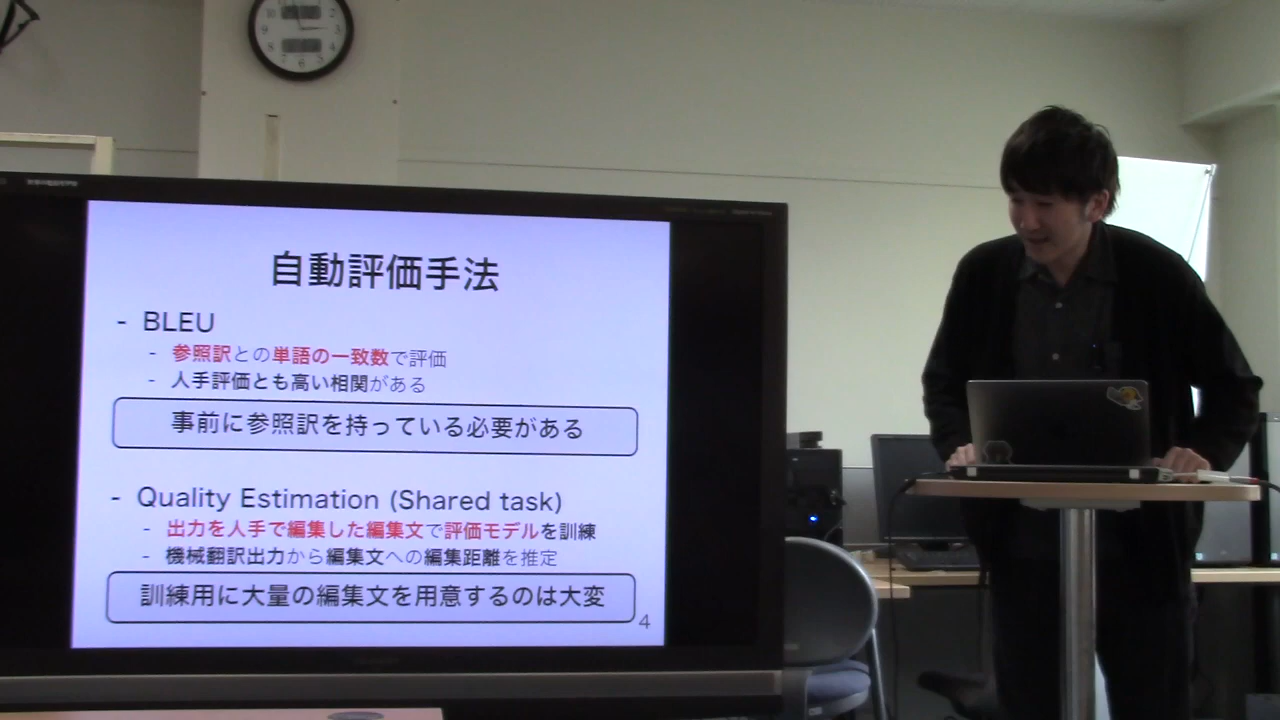 自動評価手法
- BLEU
- 参照訳との単語の一致数で評価
- 人手評価とも高い相関がある
事前に参照訳を持っている必要がある
- Quality Estimation (Shared task)
- 出力を人手で編集した編集文で評価モデルを訓練
- 機械翻訳出力から編集文への編集距離を推定
訓練用に大量の編集文を用意するのは大変
4